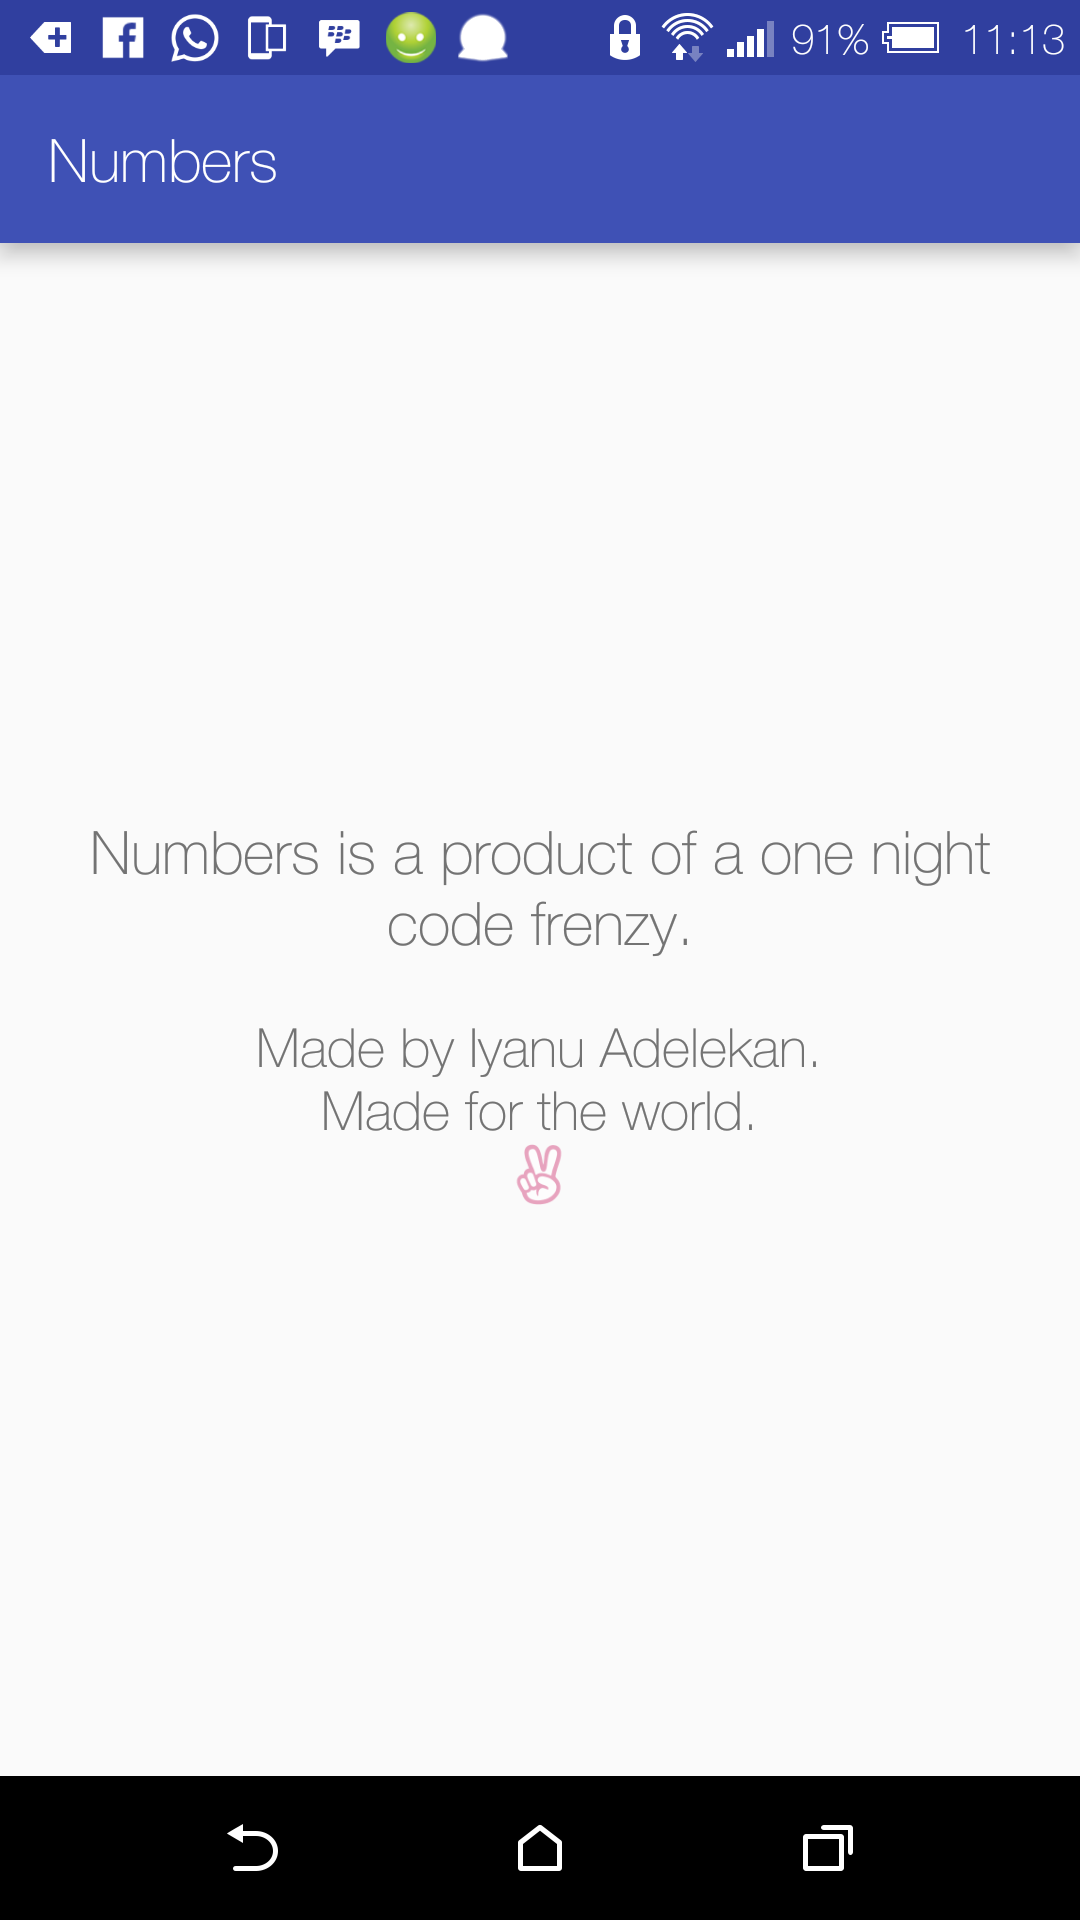 91% 11:13
Numbers
Numbers is a product of a one night
code frenzy.
Made by Iyanu Adelekan.
Made for the world.